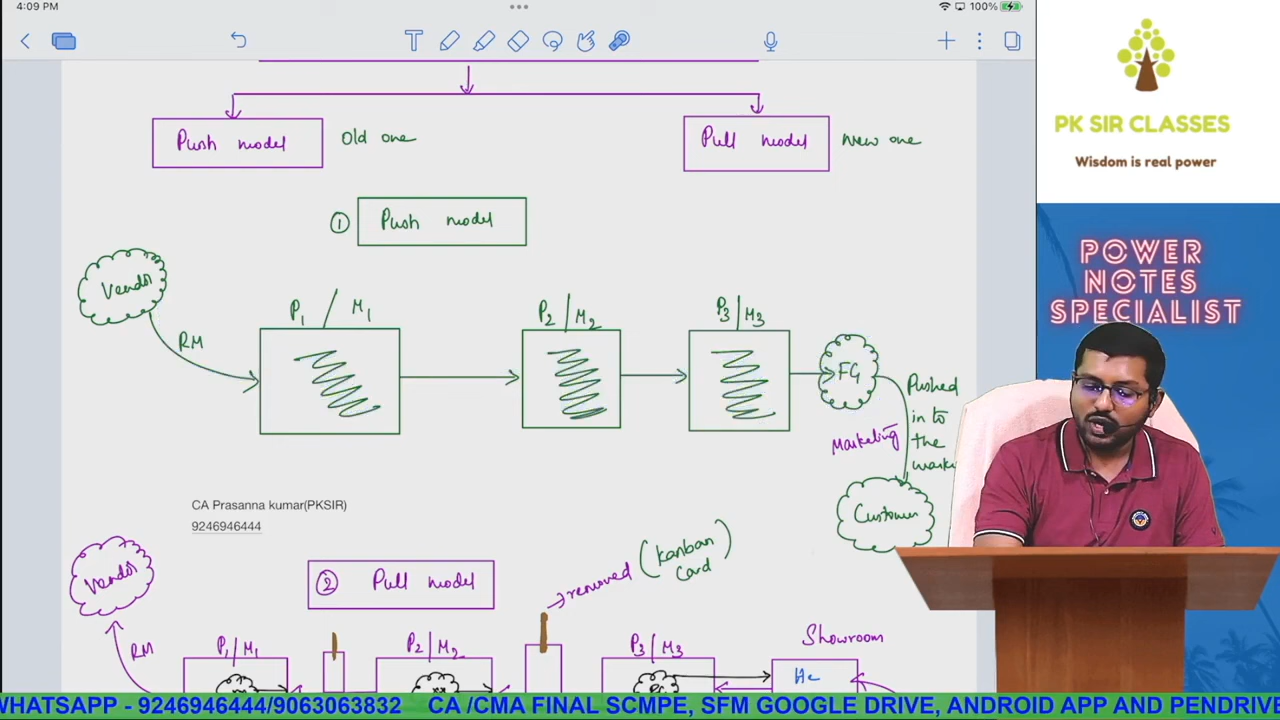 4:09 PM
100%
T
Push model
Old one
Pull model
New one
① Push model
Vendor
RM
P1 / M1
P2 | M2
P3 | M3
FG
Pushed
in to
the
Marketing
Customer
CA Prasanna kumar(PKSIR)
9246946444
Vendor
② Pull model
removed (Kanban
Card)
RM
P1 | M1
P2 | M2
P3 | M3
Showroom
PK SIR CLASSES
Wisdom is real power
POWER
NOTES
SPECIALIST
WHATSAPP - 9246946444/9063063832 CA /CMA FINAL SCMPE, SFM GOOGLE DRIVE, ANDROID APP AND PENDRIVE